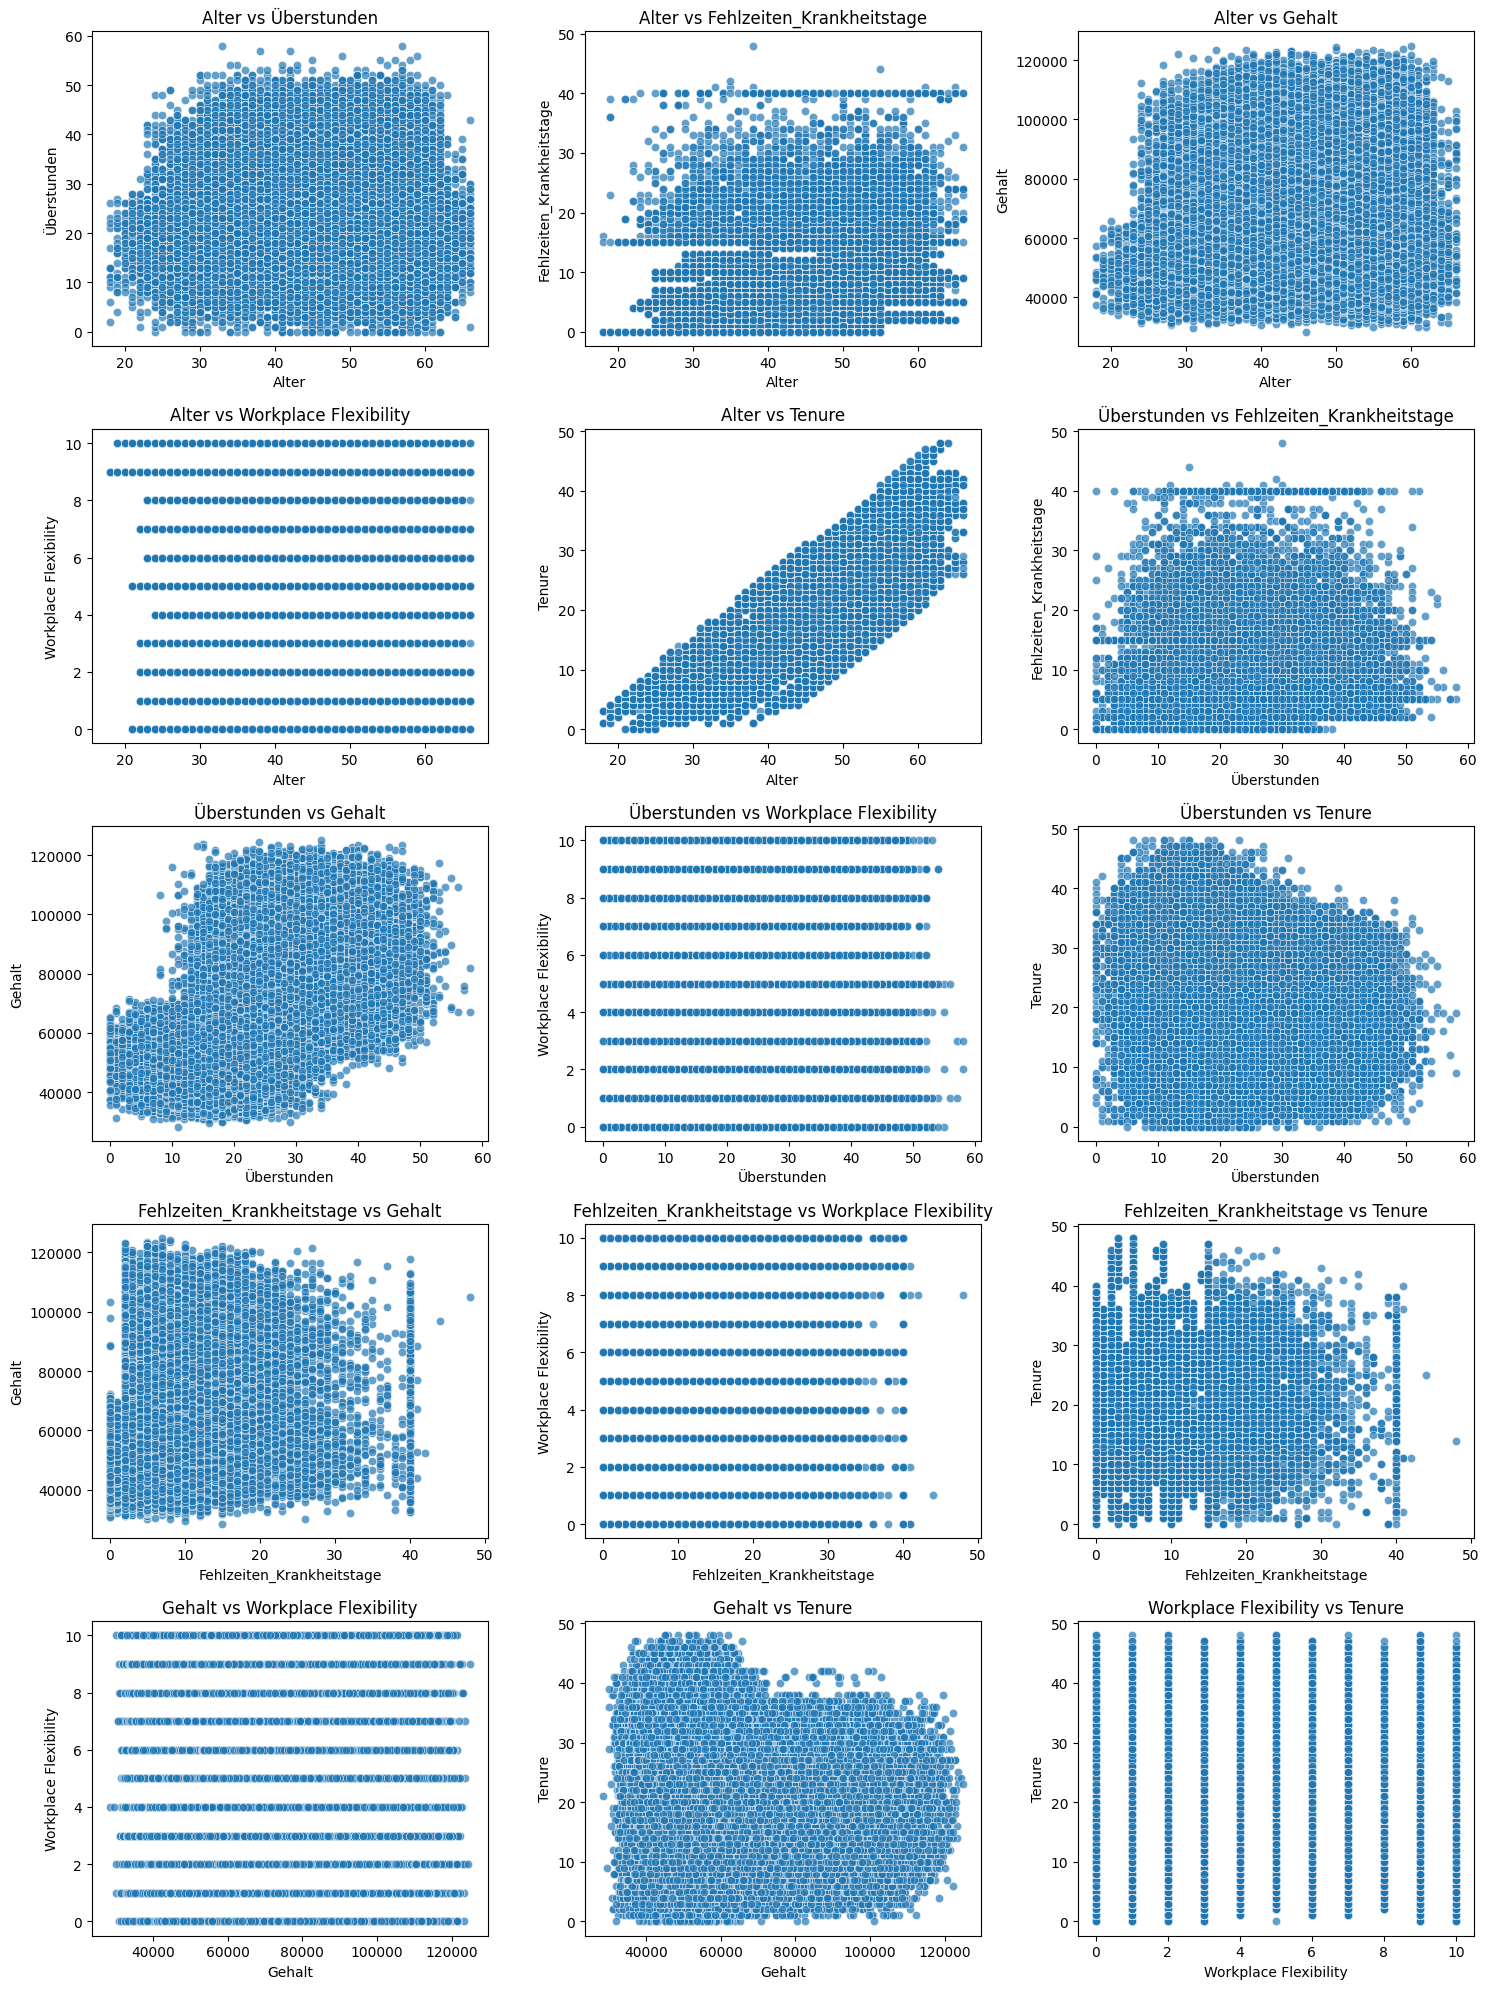 Alter vs Überstunden
Alter vs Fehlzeiten_Krankheitstage
Alter vs Gehalt
60
50
40
30
20
10
0
Überstunden
20 30 40 50 60
Alter
50
40
30
20
10
0
Fehlzeiten_Krankheitstage
20 30 40 50 60
Alter
120000
100000
80000
60000
40000
Gehalt
20 30 40 50 60
Alter
Alter vs Workplace Flexibility
Alter vs Tenure
Überstunden vs Fehlzeiten_Krankheitstage
10
8
6
4
2
0
Workplace Flexibility
20 30 40 50 60
Alter
50
40
30
20
10
0
Tenure
20 30 40 50 60
Alter
50
40
30
20
10
0
Fehlzeiten_Krankheitstage
0 10 20 30 40 50 60
Überstunden
Überstunden vs Gehalt
Überstunden vs Workplace Flexibility
Überstunden vs Tenure
120000
100000
80000
60000
40000
Gehalt
0 10 20 30 40 50 60
Überstunden
10
8
6
4
2
0
Workplace Flexibility
0 10 20 30 40 50 60
Überstunden
50
40
30
20
10
0
Tenure
0 10 20 30 40 50 60
Überstunden
Fehlzeiten_Krankheitstage vs Gehalt
Fehlzeiten_Krankheitstage vs Workplace Flexibility
Fehlzeiten_Krankheitstage vs Tenure
120000
100000
80000
60000
40000
Gehalt
0 10 20 30 40 50
Fehlzeiten_Krankheitstage
10
8
6
4
2
0
Workplace Flexibility
0 10 20 30 40 50
Fehlzeiten_Krankheitstage
50
40
30
20
10
0
Tenure
0 10 20 30 40 50
Fehlzeiten_Krankheitstage
Gehalt vs Workplace Flexibility
Gehalt vs Tenure
Workplace Flexibility vs Tenure
10
8
6
4
2
0
Workplace Flexibility
40000 60000 80000 100000 120000
Gehalt
50
40
30
20
10
0
Tenure
40000 60000 80000 100000 120000
Gehalt
50
40
30
20
10
0
Tenure
0 2 4 6 8 10
Workplace Flexibility